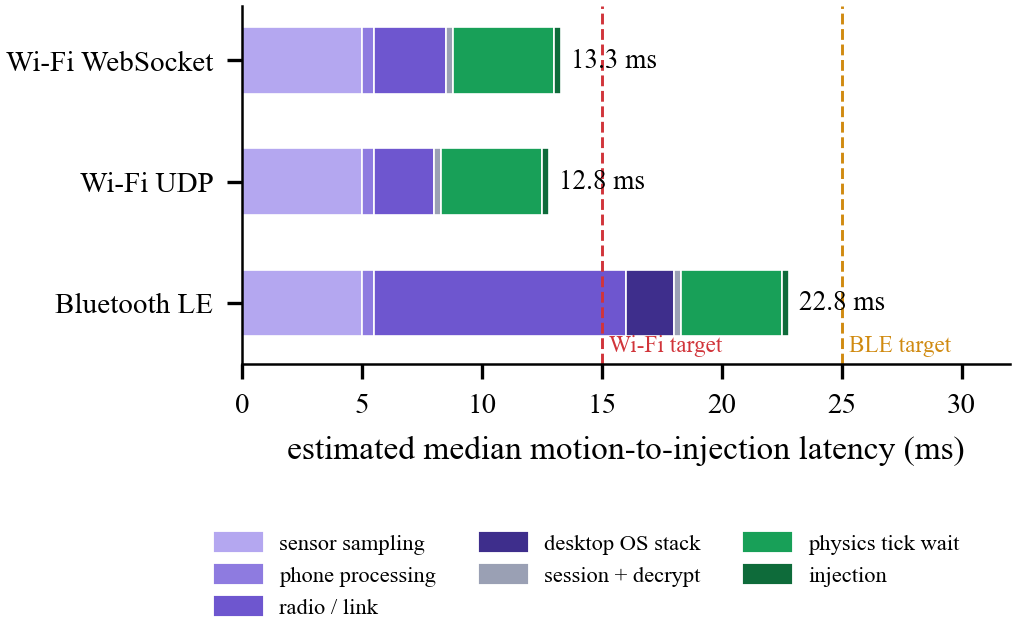 Wi-Fi WebSocket
13.3 ms
Wi-Fi UDP
12.8 ms
Bluetooth LE
22.8 ms
Wi-Fi target
BLE target
0 5 10 15 20 25 30
estimated median motion-to-injection latency (ms)
sensor sampling
phone processing
radio / link
desktop OS stack
session + decrypt
physics tick wait
injection